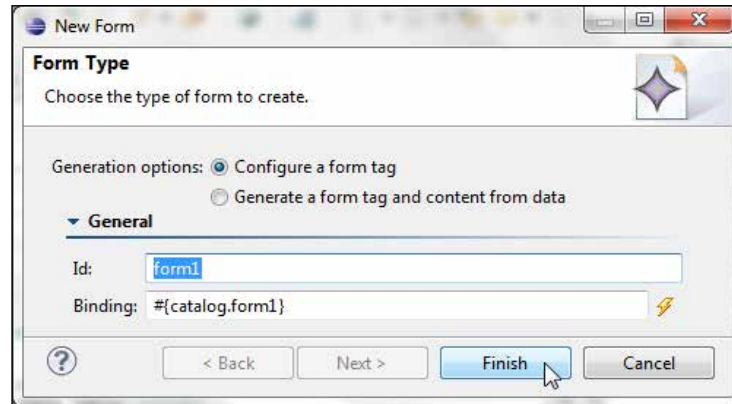 New Form
Form Type
Choose the type of form to create.
Generation options: Configure a form tag
Generate a form tag and content from data
General
Id: form1
Binding: #{catalog.form1}
? < Back Next > Finish Cancel